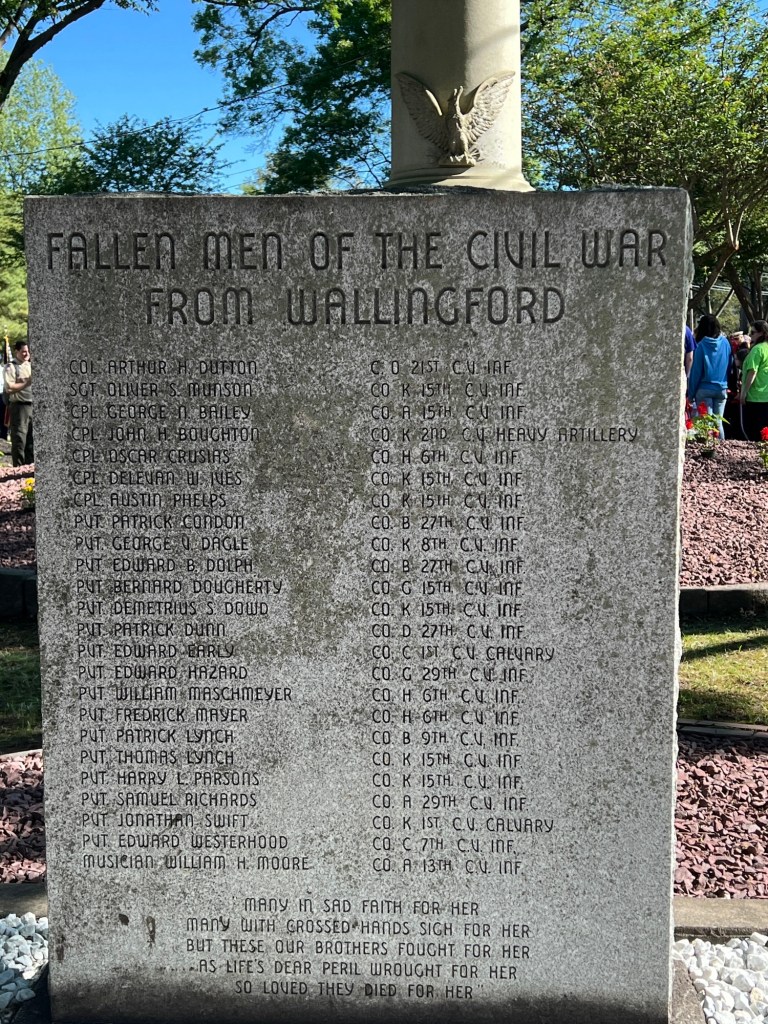 FALLEN MEN OF THE CIVIL WAR
FROM WALLINGFORD
COL. ARTHUR H. DUTTON C. O. 21ST. C.V. INF.
SGT. OLIVER S. MUNSON CO. K. 15TH. C.V. INF.
CPL. GEORGE N. BAILEY CO. A. 15TH. C.V. INF.
CPL. JOHN H. BOUGHTON CO. K. 2ND. C.V. HEAVY ARTILLERY
CPL. OSCAR CRUSIAS CO. H. 6TH. C.V. INF.
CPL. DELEVAN W. IVES CO. K. 15TH. C.V. INF.
CPL. AUSTIN PHELPS CO. K. 15TH. C.V. INF.
PVT. PATRICK CONDON CO. B. 27TH. C.V. INF.
PVT. GEORGE V. DAGLE CO. K. 8TH. C.V. INF.
PVT. EDWARD B. DOLPH CO. B. 27TH. C.V. INF.
PVT. BERNARD DOUGHERTY CO. G. 15TH. C.V. INF.
PVT. DEMETRIUS S. DOWD CO. K. 15TH. C.V. INF.
PVT. PATRICK DUNN CO. D. 27TH. C.V. INF.
PVT. EDWARD EARLY CO. C. 1ST. C.V. CALVARY
PVT. EDWARD HAZARD CO. G. 29TH. C.V. INF.
PVT. WILLIAM MASCHMEYER CO. H. 6TH. C.V. INF.
PVT. FREDRICK MAYER CO. H. 6TH. C.V. INF.
PVT. PATRICK LYNCH CO. B. 9TH. C.V. INF.
PVT. THOMAS LYNCH CO. K. 15TH. C.V. INF.
PVT. HARRY L. PARSONS CO. K. 15TH. C.V. INF.
PVT. SAMUEL RICHARDS CO. A. 29TH. C.V. INF.
PVT. JONATHAN SWIFT CO. K. 1ST. C.V. CALVARY
PVT. EDWARD WESTERHOOD CO. C. 7TH. C.V. INF.
MUSICIAN WILLIAM H. MOORE CO. A. 13TH. C.V. INF.
" MANY IN SAD FAITH FOR HER
MANY WITH CROSSED HANDS SIGH FOR HER
BUT THESE OUR BROTHERS FOUGHT FOR HER
......AS LIFE'S DEAR PERIL WROUGHT FOR HER
SO LOVED THEY DIED FOR HER "